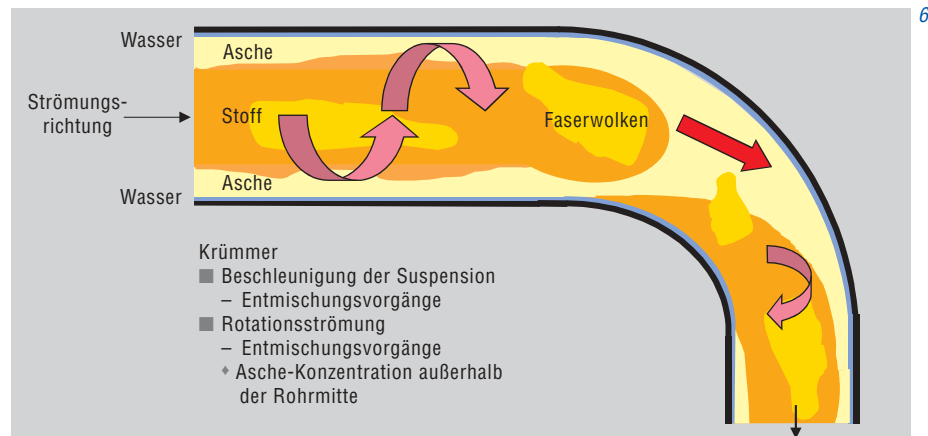 6
Wasser
Asche
Strömungs-
richtung
Stoff
Faserwolken
Asche
Wasser
Krümmer
■ Beschleunigung der Suspension
– Entmischungsvorgänge
■ Rotationsströmung
– Entmischungsvorgänge
♦ Asche-Konzentration außerhalb
der Rohrmitte